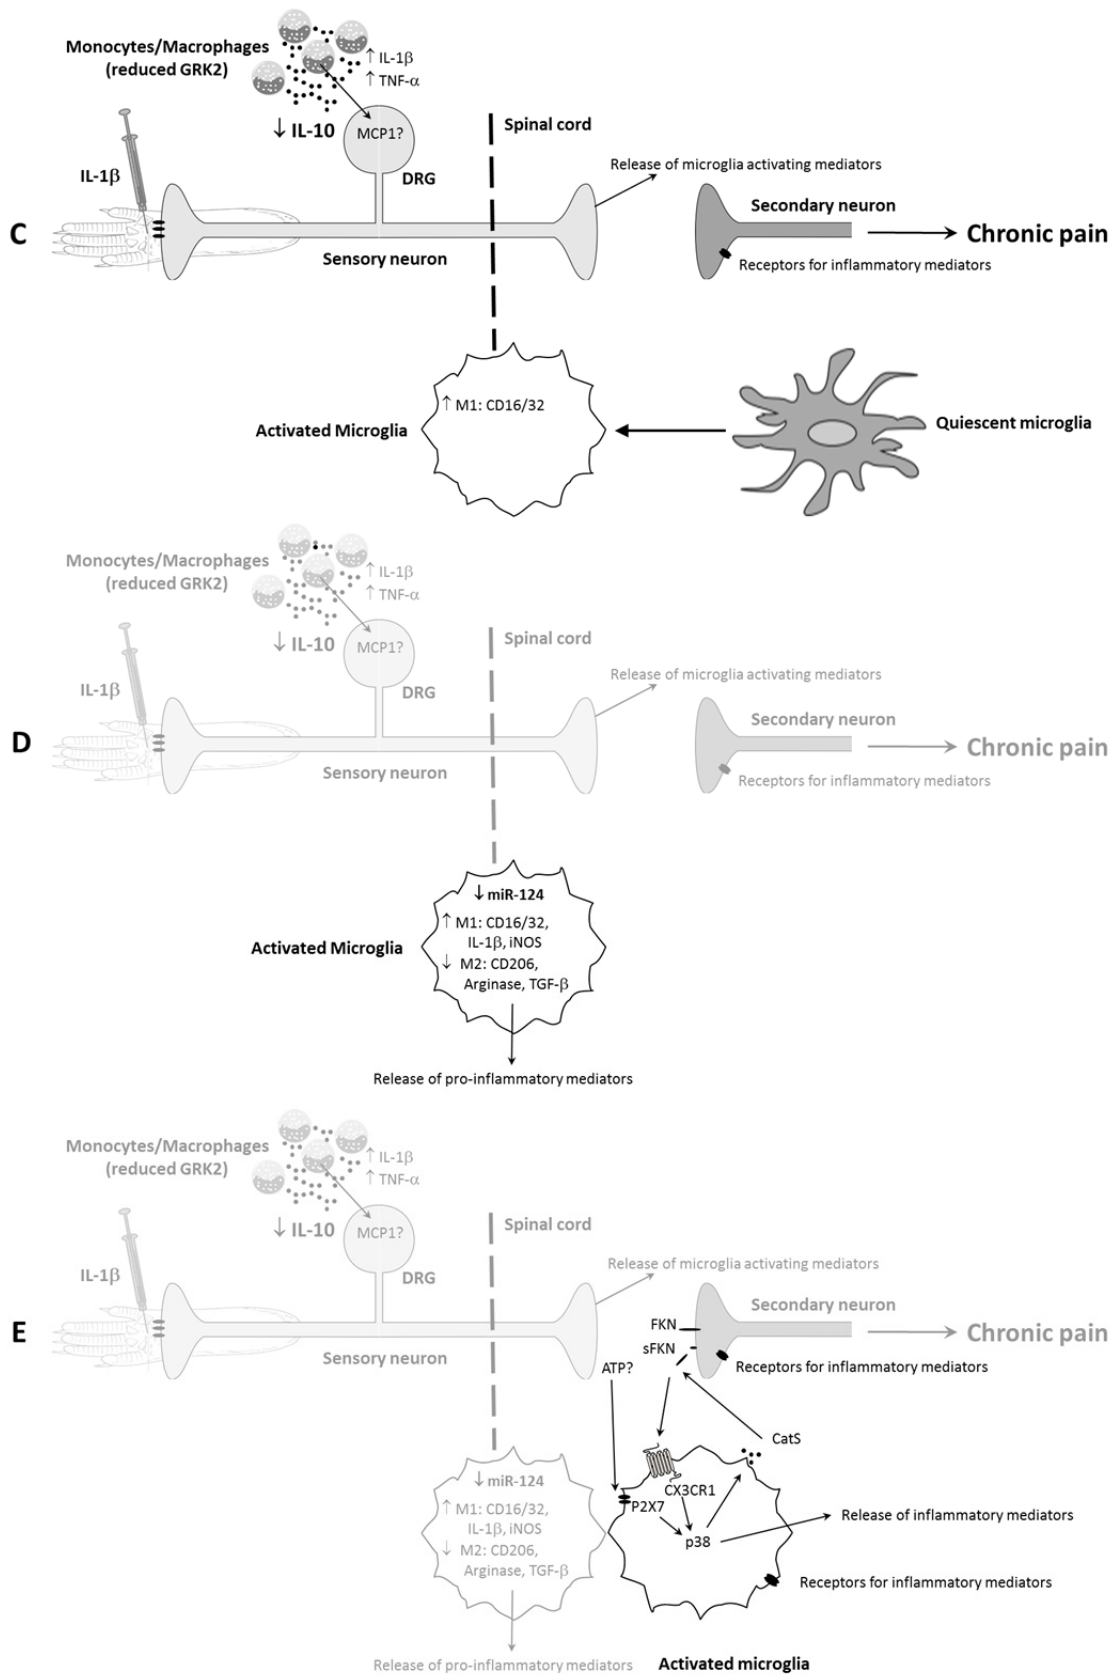 Monocytes/Macrophages
(reduced GRK2)
↑ IL-1β
↑ TNF-α
↓ IL-10
MCP1?
Spinal cord
IL-1β
DRG
Release of microglia activating mediators
Secondary neuron
C
Chronic pain
Sensory neuron
Receptors for inflammatory mediators
↑ M1: CD16/32
Activated Microglia
Quiescent microglia
Monocytes/Macrophages
(reduced GRK2)
↑ IL-1β
↑ TNF-α
↓ IL-10
MCP1?
Spinal cord
IL-1β
DRG
Release of microglia activating mediators
Secondary neuron
D
Chronic pain
Sensory neuron
Receptors for inflammatory mediators
↓ miR-124
↑ M1: CD16/32,
IL-1β, iNOS
↓ M2: CD206,
Arginase, TGF-β
Activated Microglia
Release of pro-inflammatory mediators
Monocytes/Macrophages
(reduced GRK2)
↑ IL-1β
↑ TNF-α
↓ IL-10
MCP1?
Spinal cord
IL-1β
DRG
Release of microglia activating mediators
Secondary neuron
E
FKN
Chronic pain
Sensory neuron
sFKN
ATP?
Receptors for inflammatory mediators
CatS
↓ miR-124
↑ M1: CD16/32,
IL-1β, iNOS
↓ M2: CD206,
Arginase, TGF-β
CX3CR1
P2X7
p38
Release of inflammatory mediators
Receptors for inflammatory mediators
Release of pro-inflammatory mediators
Activated microglia